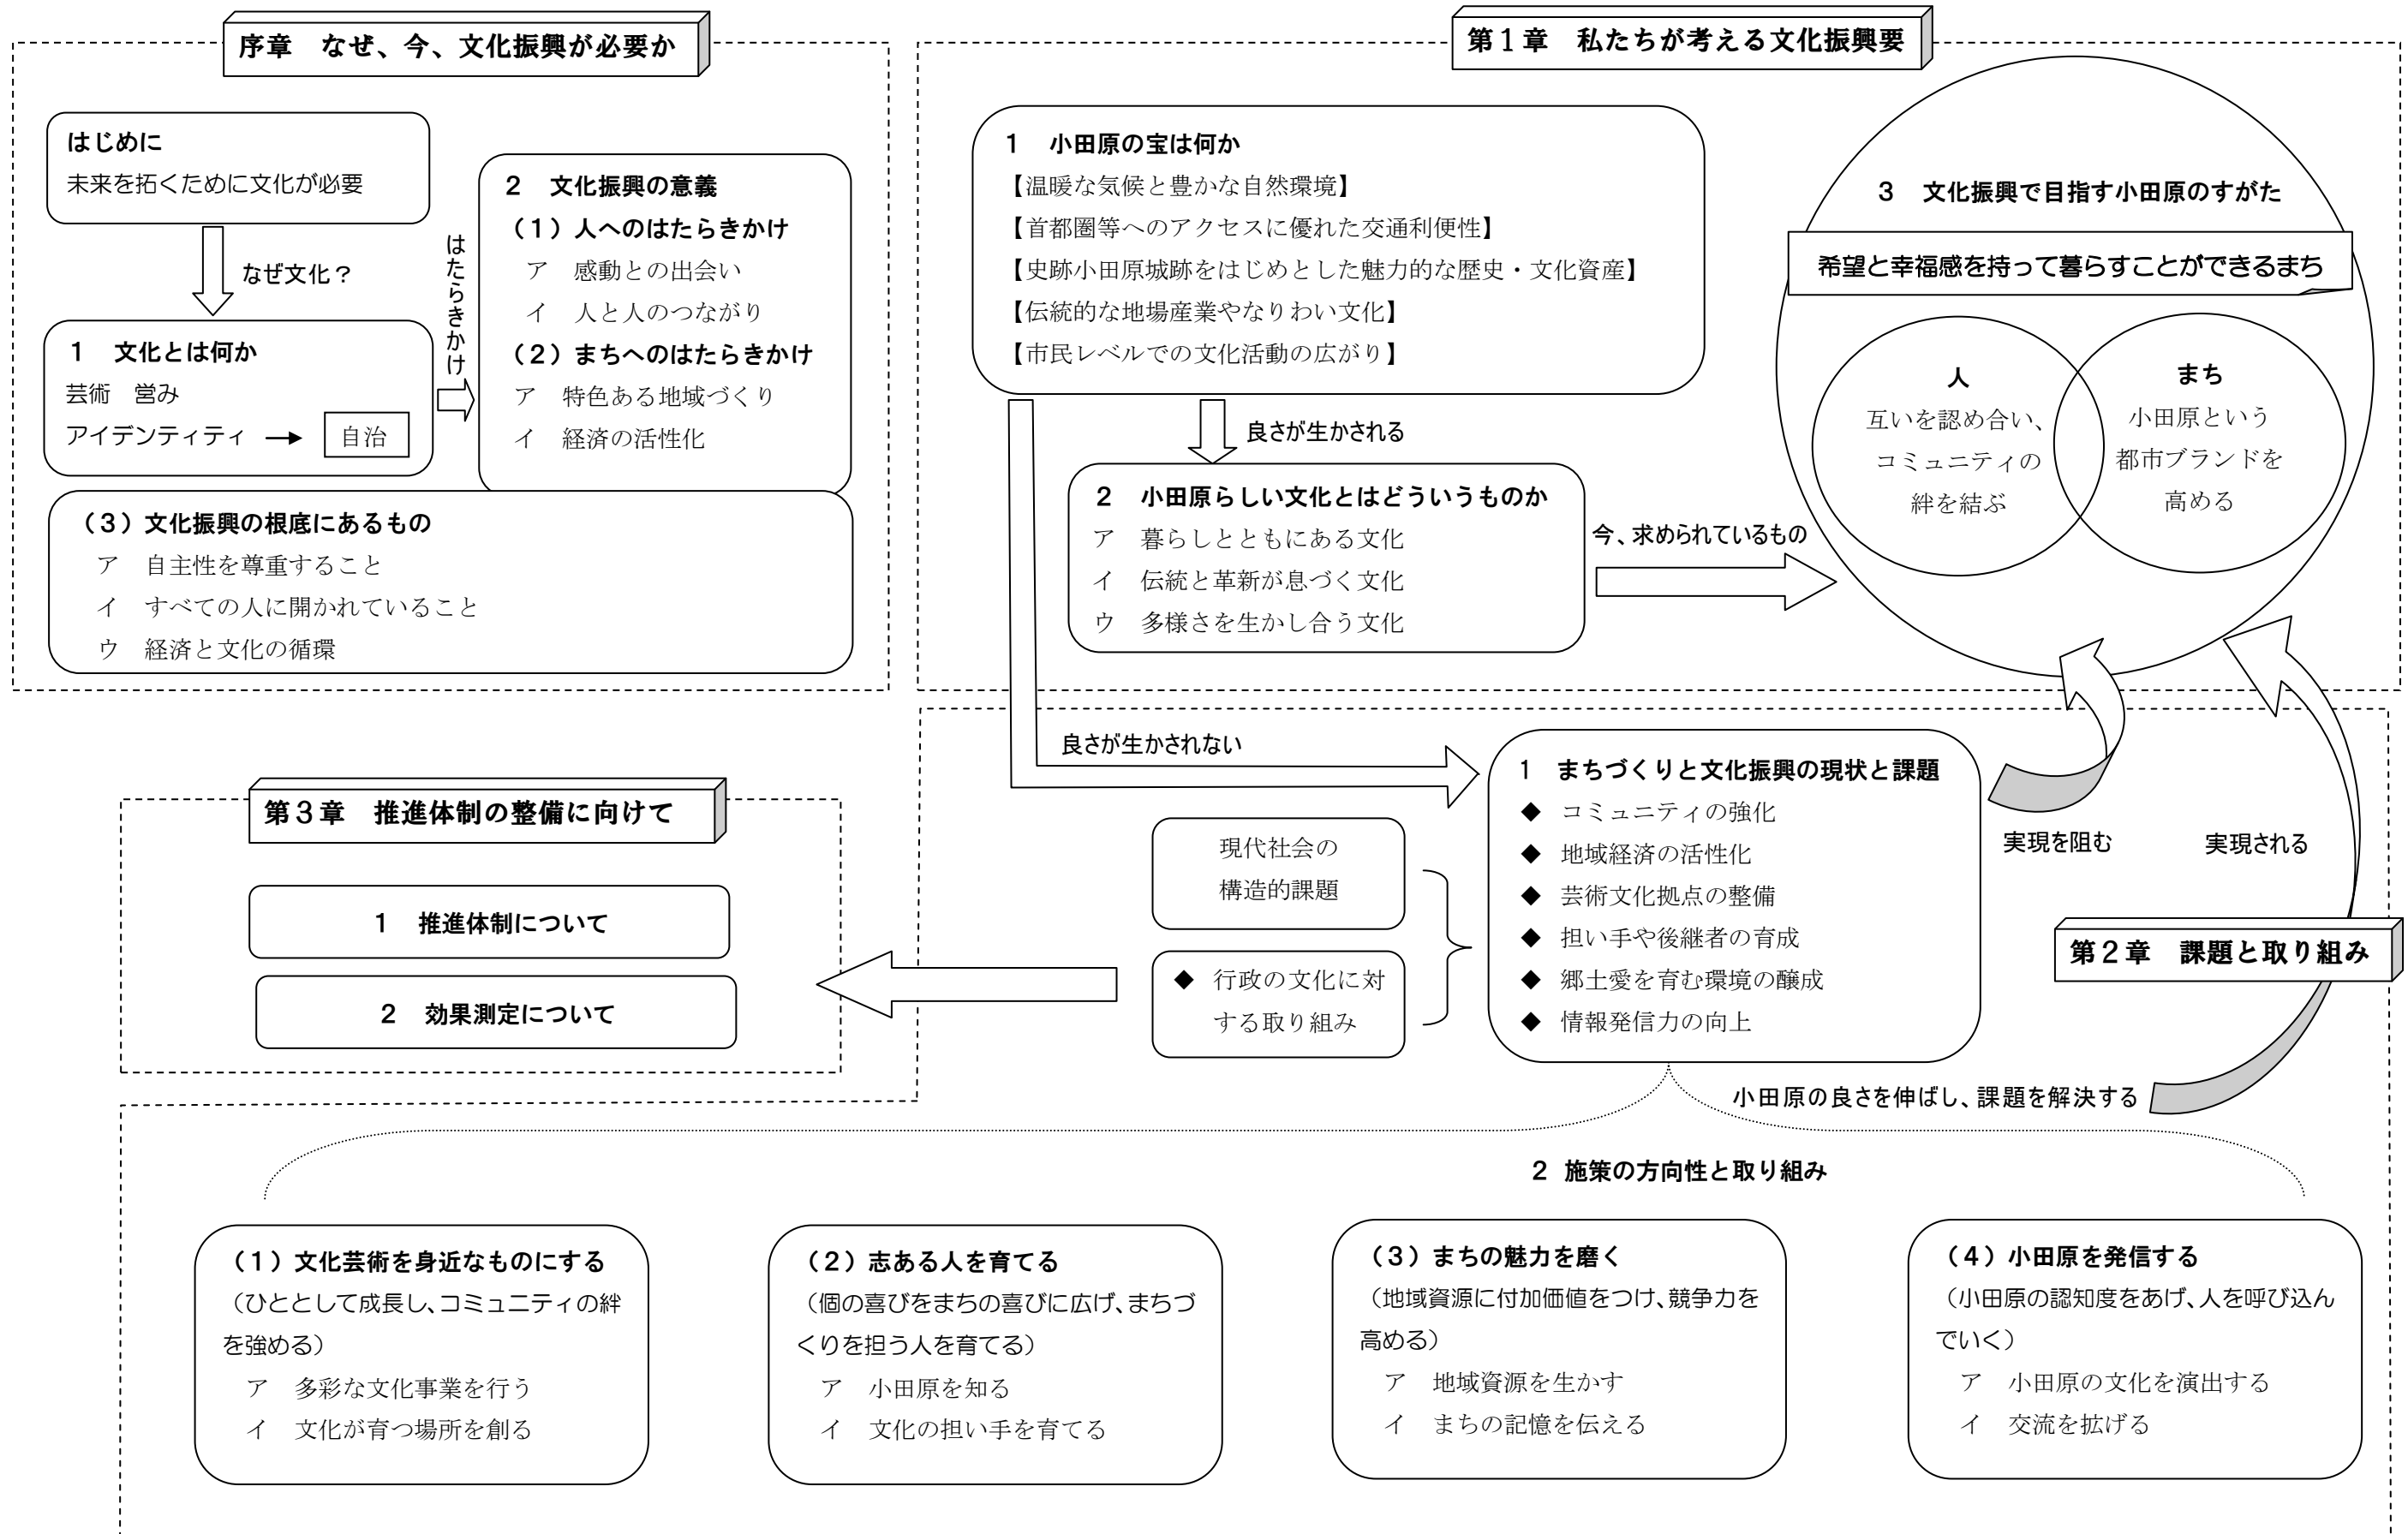 序章　なぜ、今、文化振興が必要か
はじめに
未来を拓くために文化が必要
なぜ文化？
1　文化とは何か
芸術　営み
アイデンティティ
自治
はたらきかけ
2　文化振興の意義
（1）人へのはたらきかけ
ア　感動との出会い
イ　人と人のつながり
（2）まちへのはたらきかけ
ア　特色ある地域づくり
イ　経済の活性化
（3）文化振興の根底にあるもの
ア　自主性を尊重すること
イ　すべての人に開かれていること
ウ　経済と文化の循環
第1章　私たちが考える文化振興要
1　小田原の宝は何か
【温暖な気候と豊かな自然環境】
【首都圏等へのアクセスに優れた交通利便性】
【史跡小田原城跡をはじめとした魅力的な歴史・文化資産】
【伝統的な地場産業やなりわい文化】
【市民レベルでの文化活動の広がり】
良さが生かされる
2　小田原らしい文化とはどういうものか
ア　暮らしとともにある文化
イ　伝統と革新が息づく文化
ウ　多様さを生かし合う文化
今、求められているもの
3　文化振興で目指す小田原のすがた
希望と幸福感を持って暮らすことができるまち
人
互いを認め合い、
コミュニティの
絆を結ぶ
まち
小田原という
都市ブランドを
高める
良さが生かされない
1　まちづくりと文化振興の現状と課題
◆　コミュニティの強化
◆　地域経済の活性化
◆　芸術文化拠点の整備
◆　担い手や後継者の育成
◆　郷土愛を育む環境の醸成
◆　情報発信力の向上
現代社会の
構造的課題
◆　行政の文化に対
する取り組み
実現を阻む
実現される
第2章　課題と取り組み
小田原の良さを伸ばし、課題を解決する
第3章　推進体制の整備に向けて
1　推進体制について
2　効果測定について
2　施策の方向性と取り組み
（1）文化芸術を身近なものにする
（ひととして成長し、コミュニティの絆
を強める）
ア　多彩な文化事業を行う
イ　文化が育つ場所を創る
（2）志ある人を育てる
（個の喜びをまちの喜びに広げ、まちづ
くりを担う人を育てる）
ア　小田原を知る
イ　文化の担い手を育てる
（3）まちの魅力を磨く
（地域資源に付加価値をつけ、競争力を
高める）
ア　地域資源を生かす
イ　まちの記憶を伝える
（4）小田原を発信する
（小田原の認知度をあげ、人を呼び込ん
でいく）
ア　小田原の文化を演出する
イ　交流を拡げる